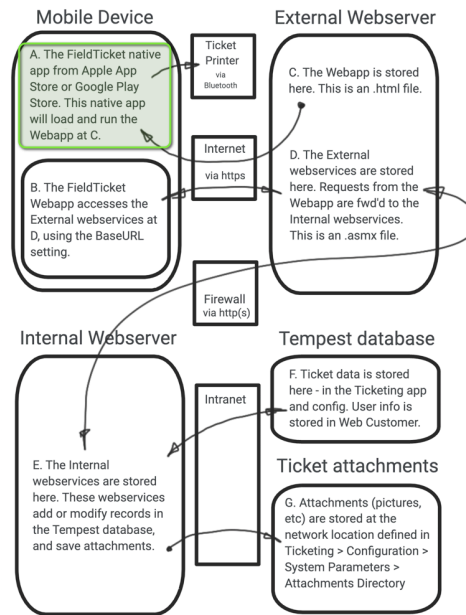 Mobile Device
A. The FieldTicket native
app from Apple App
Store or Google Play
Store. This native app
will load and run the
Webapp at C.
B. The FieldTicket
Webapp accesses the
External webservices at
D, using the BaseURL
setting.
Ticket
Printer
via
Bluetooth
Internet
via https
Firewall
via http(s)
External Webserver
C. The Webapp is stored
here. This is an .html file.
D. The External
webservices are stored
here. Requests from the
Webapp are fwd'd to the
Internal webservices.
This is an .asmx file.
Internal Webserver
E. The Internal
webservices are stored
here. These webservices
add or modify records in
the Tempest database,
and save attachments.
Intranet
Tempest database
F. Ticket data is stored
here - in the Ticketing app
and config. User info is
stored in Web Customer.
Ticket attachments
G. Attachments (pictures,
etc) are stored at the
network location defined in
Ticketing > Configuration >
System Parameters >
Attachments Directory